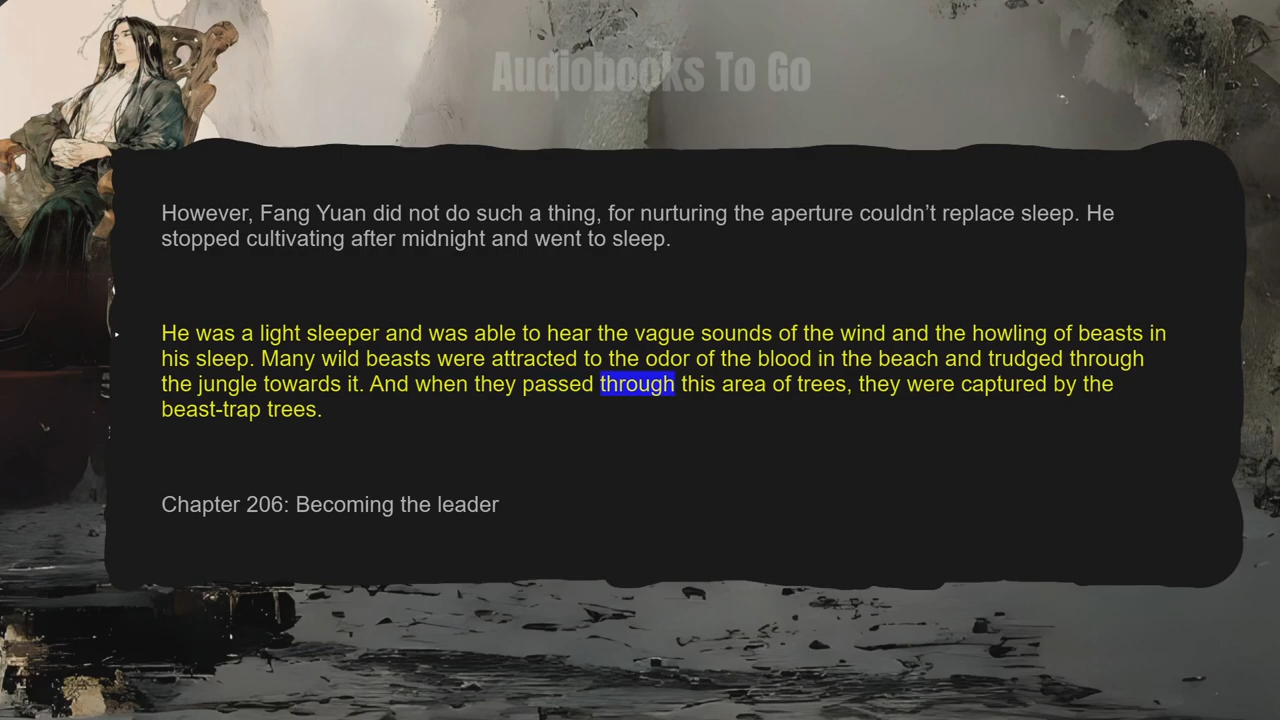 Audiobooks To Go
However, Fang Yuan did not do such a thing, for nurturing the aperture couldn’t replace sleep. He
stopped cultivating after midnight and went to sleep.
He was a light sleeper and was able to hear the vague sounds of the wind and the howling of beasts in
his sleep. Many wild beasts were attracted to the odor of the blood in the beach and trudged through
the jungle towards it. And when they passed through this area of trees, they were captured by the
beast-trap trees.
Chapter 206: Becoming the leader